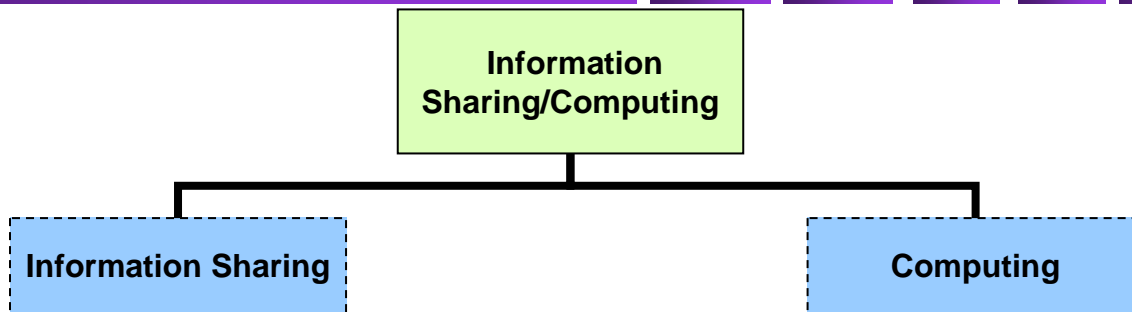 Information
Sharing/Computing
Information Sharing
Computing